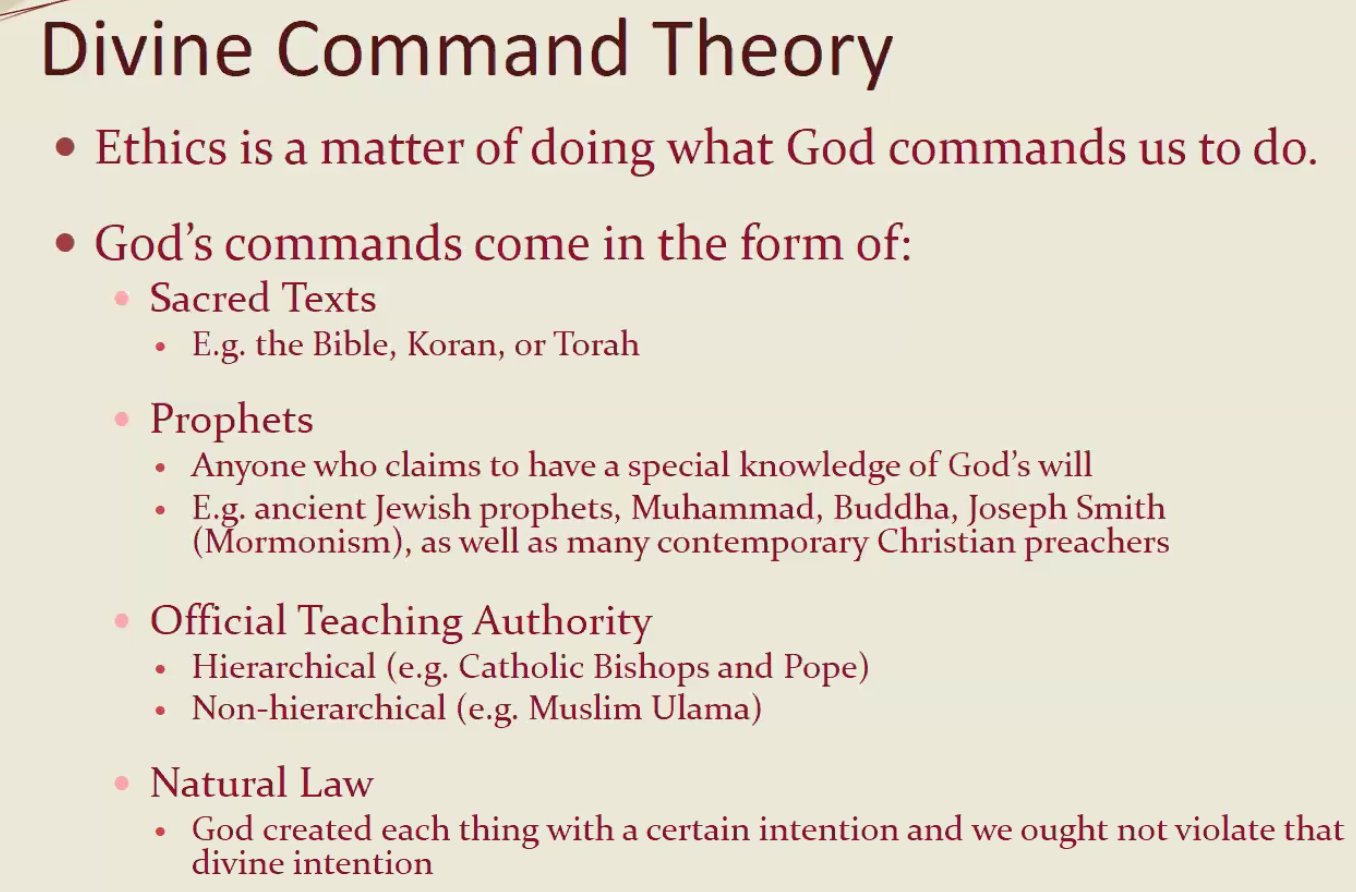 Divine Command Theory
• Ethics is a matter of doing what God commands us to do.
• God's commands come in the form of:
• Sacred Texts
• E.g. the Bible, Koran, or Torah
• Prophets
• Anyone who claims to have a special knowledge of God's will
• E.g. ancient Jewish prophets, Muhammad, Buddha, Joseph Smith
(Mormonism), as well as many contemporary Christian preachers
• Official Teaching Authority
• Hierarchical (e.g. Catholic Bishops and Pope)
• Non-hierarchical (e.g. Muslim Ulama)
• Natural Law
• God created each thing with a certain intention and we ought not violate that
divine intention